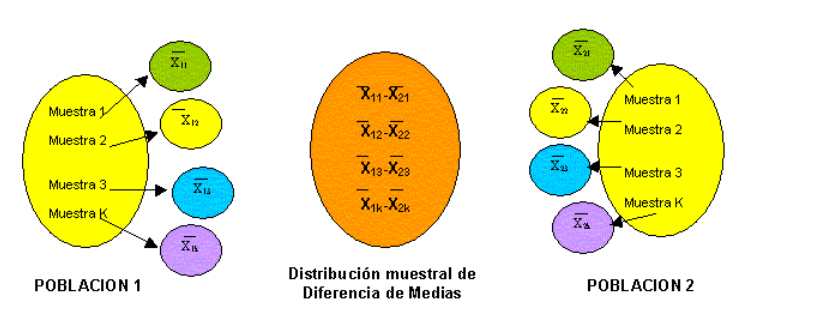 Muestra 1
Muestra 2
Muestra 3
Muestra K
X̅₁₁
X̅₁₂
X̅₁₃
X̅₁ₖ
POBLACION 1
X̅₁₁-X̅₂₁
X̅₁₂-X̅₂₂
X̅₁₃-X̅₂₃
X̅₁ₖ-X̅₂ₖ
Distribución muestral de
Diferencia de Medias
X̅₂₁
X̅₂₂
X̅₂₃
X̅₂ₖ
Muestra 1
Muestra 2
Muestra 3
Muestra K
POBLACION 2